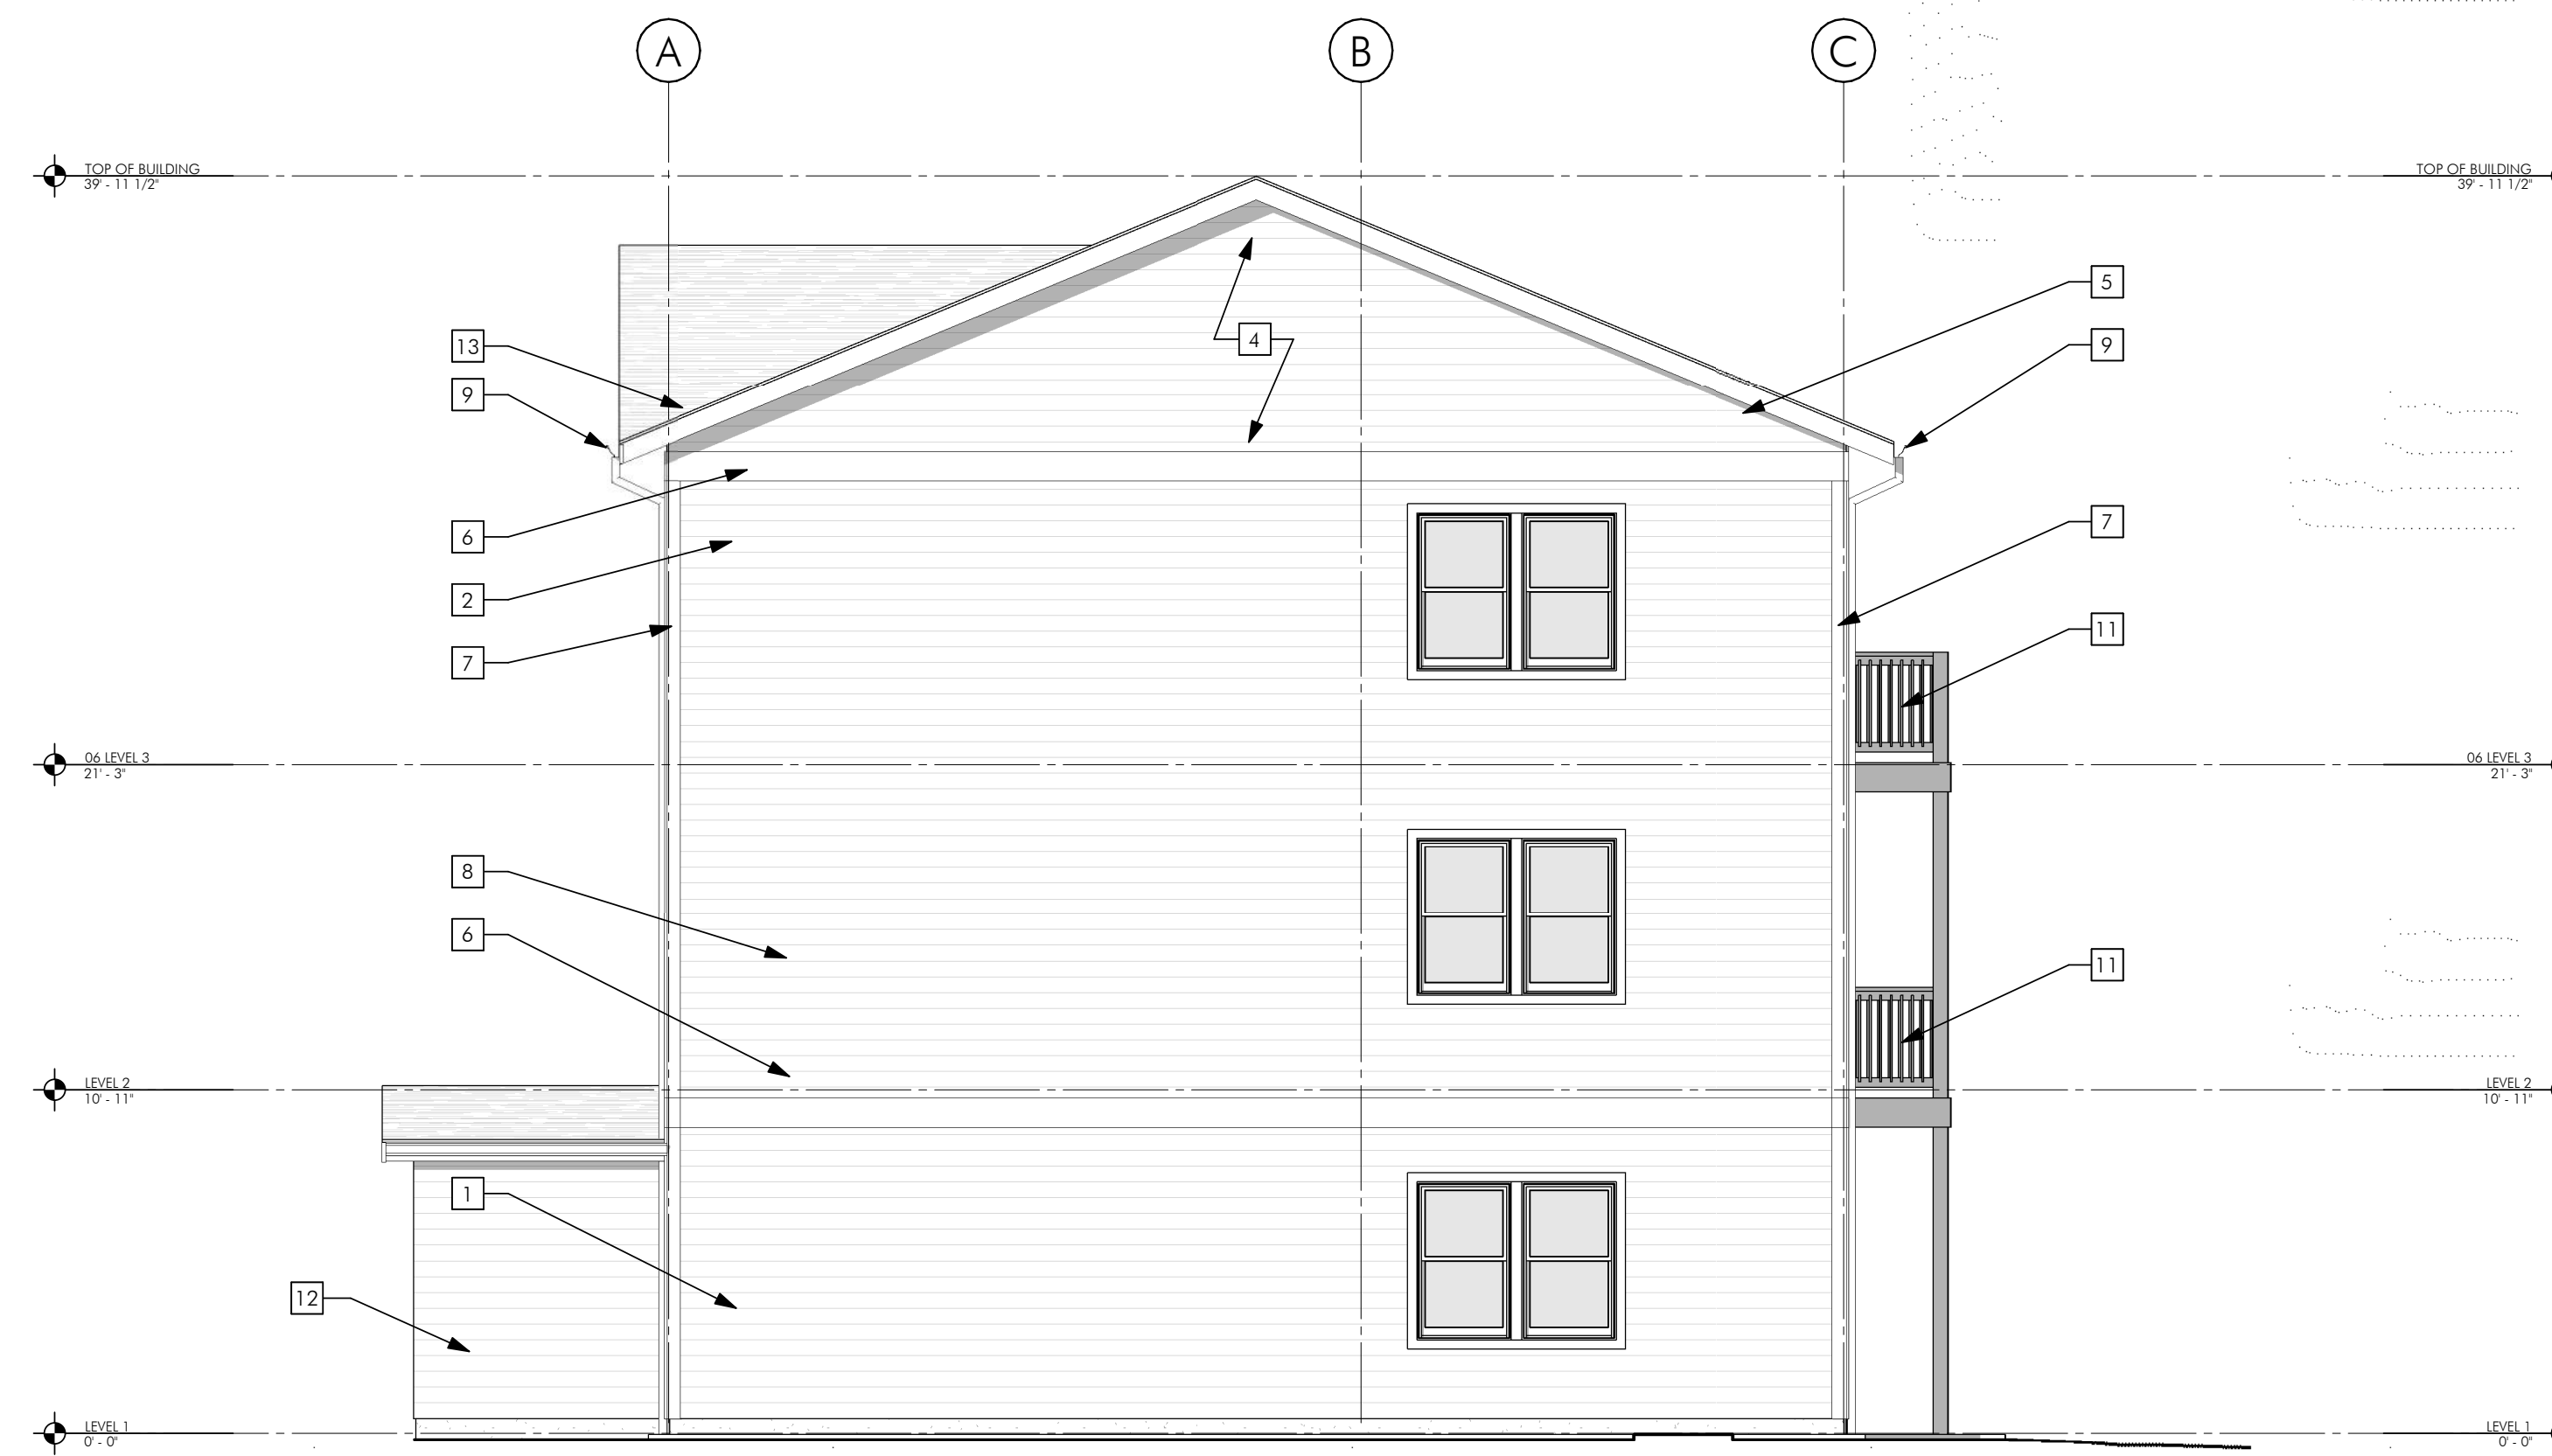 A
B
C
TOP OF BUILDING
39' - 11 1/2"
TOP OF BUILDING
39' - 11 1/2"
5
4
13
9
9
6
7
2
11
7
06 LEVEL 3
21' - 3"
06 LEVEL 3
21' - 3"
8
6
11
LEVEL 2
10' - 11"
LEVEL 2
10' - 11"
1
12
LEVEL 1
0' - 0"
LEVEL 1
0' - 0"